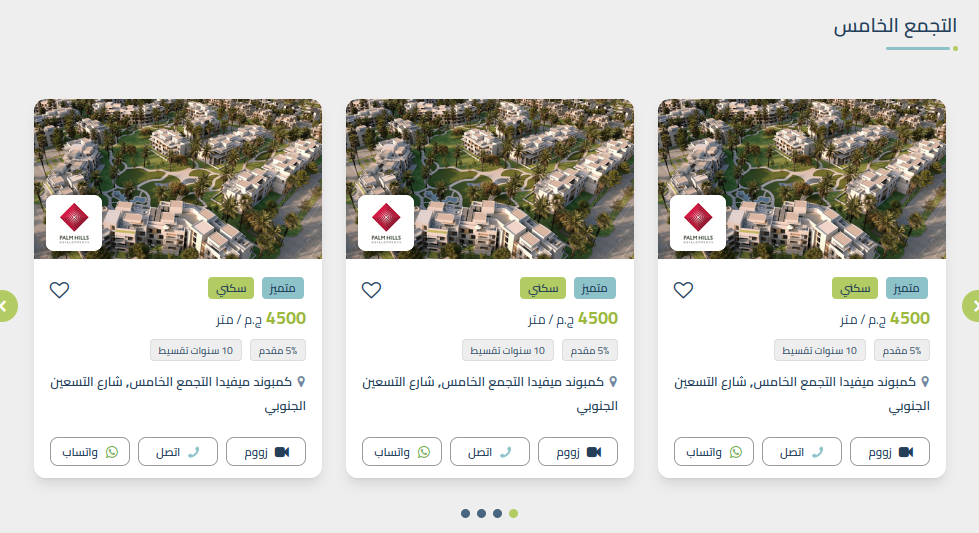 التجمع الخامس
PALM HILLS
DEVELOPMENTS
متميز سكني
4500 ج.م / متر
5% مقدم 10 سنوات تقسيط
كمبوند ميفيدا التجمع الخامس, شارع التسعين
الجنوبي
زووم اتصل واتساب
PALM HILLS
DEVELOPMENTS
متميز سكني
4500 ج.م / متر
5% مقدم 10 سنوات تقسيط
كمبوند ميفيدا التجمع الخامس, شارع التسعين
الجنوبي
زووم اتصل واتساب
PALM HILLS
DEVELOPMENTS
متميز سكني
4500 ج.م / متر
5% مقدم 10 سنوات تقسيط
كمبوند ميفيدا التجمع الخامس, شارع التسعين
الجنوبي
زووم اتصل واتساب